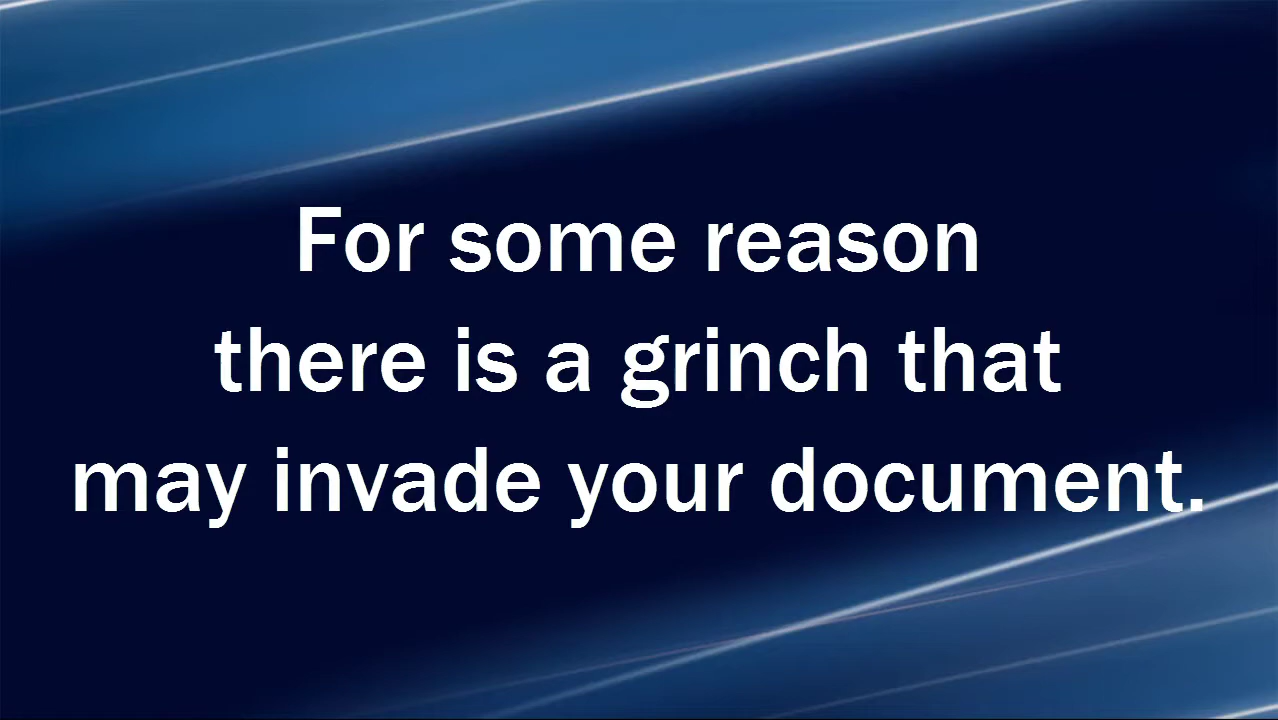 For some reason
there is a grinch that
may invade your document.